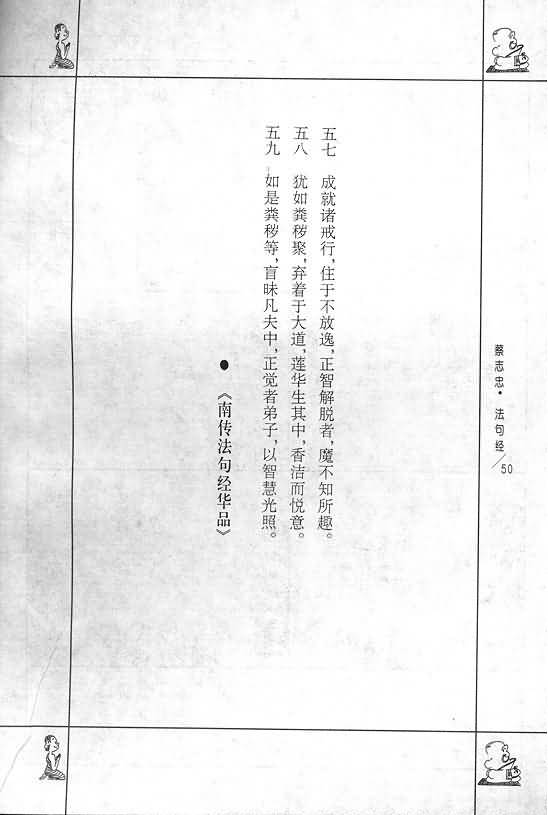 五七　成就诸戒行，住于不放逸，正智解脱者，魔不知所趣。
五八　犹如粪秽聚，弃着于大道，莲华生其中，香洁而悦意。
五九　如是粪秽等，盲昧凡夫中，正觉者弟子，以智慧光照。
●《南传法句经华品》
蔡志忠·法句经/50